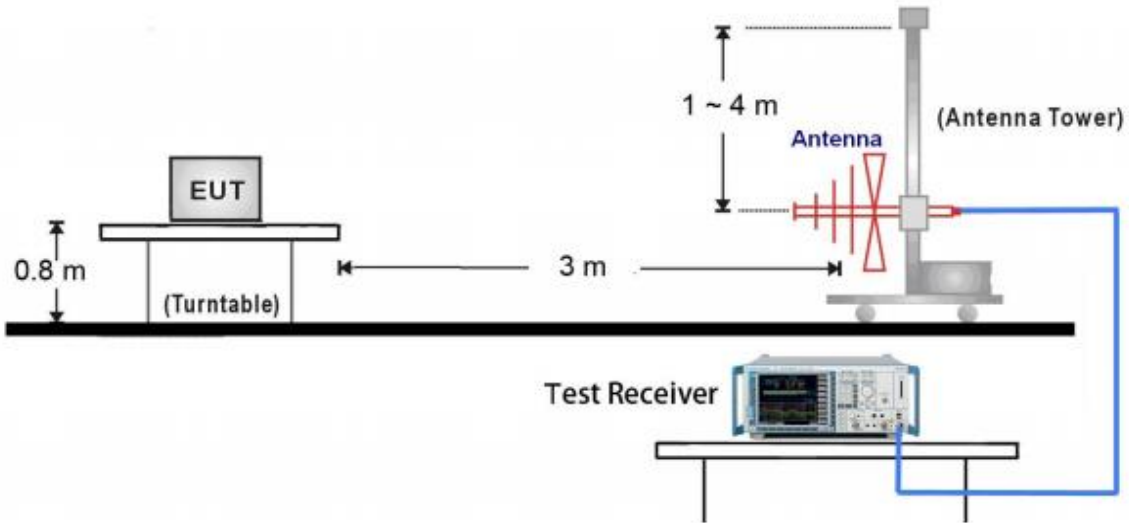 1 ~ 4 m
(Antenna Tower)
Antenna
EUT
0.8 m
3 m
(Turntable)
Test Receiver